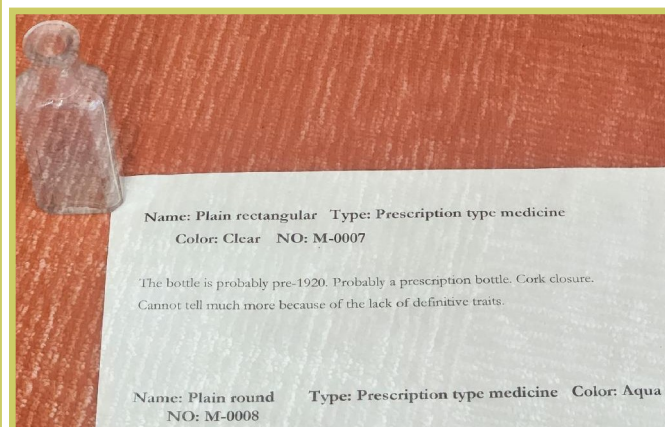 Name: Plain rectangular Type: Prescription type medicine
Color: Clear NO: M-0007
The bottle is probably pre-1920. Probably a prescription bottle. Cork closure.
Cannot tell much more because of the lack of definitive traits.
Name: Plain round Type: Prescription type medicine Color: Aqua
NO: M-0008